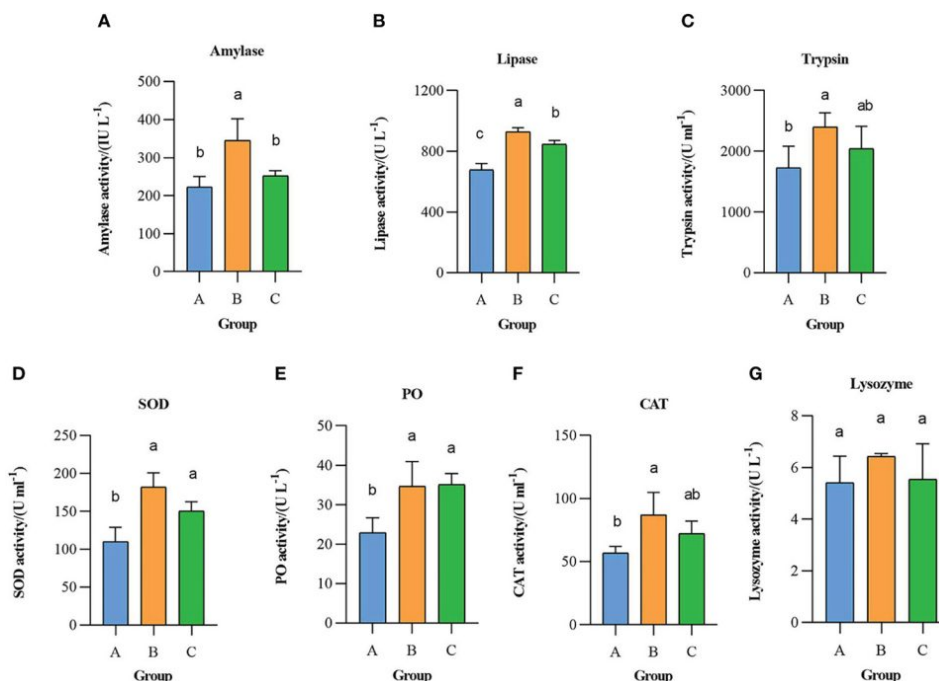 A
Amylase
Amylase activity/(IU L⁻¹)
500
400
300
200
100
0
b
a
b
A B C
Group
B
Lipase
Lipase activity/(U L⁻¹)
1200
800
400
0
c
a
b
A B C
Group
C
Trypsin
Trypsin activity/(U ml⁻¹)
3000
2000
1000
0
b
a
ab
A B C
Group
D
SOD
SOD activity/(U ml⁻¹)
250
200
150
100
50
0
b
a
a
A B C
Group
E
PO
PO activity/(U L⁻¹)
50
40
30
20
10
0
b
a
a
A B C
Group
F
CAT
CAT activity/(U ml⁻¹)
150
100
50
0
b
a
ab
A B C
Group
G
Lysozyme
Lysozyme activity/(U L⁻¹)
8
6
4
2
0
a
a
a
A B C
Group